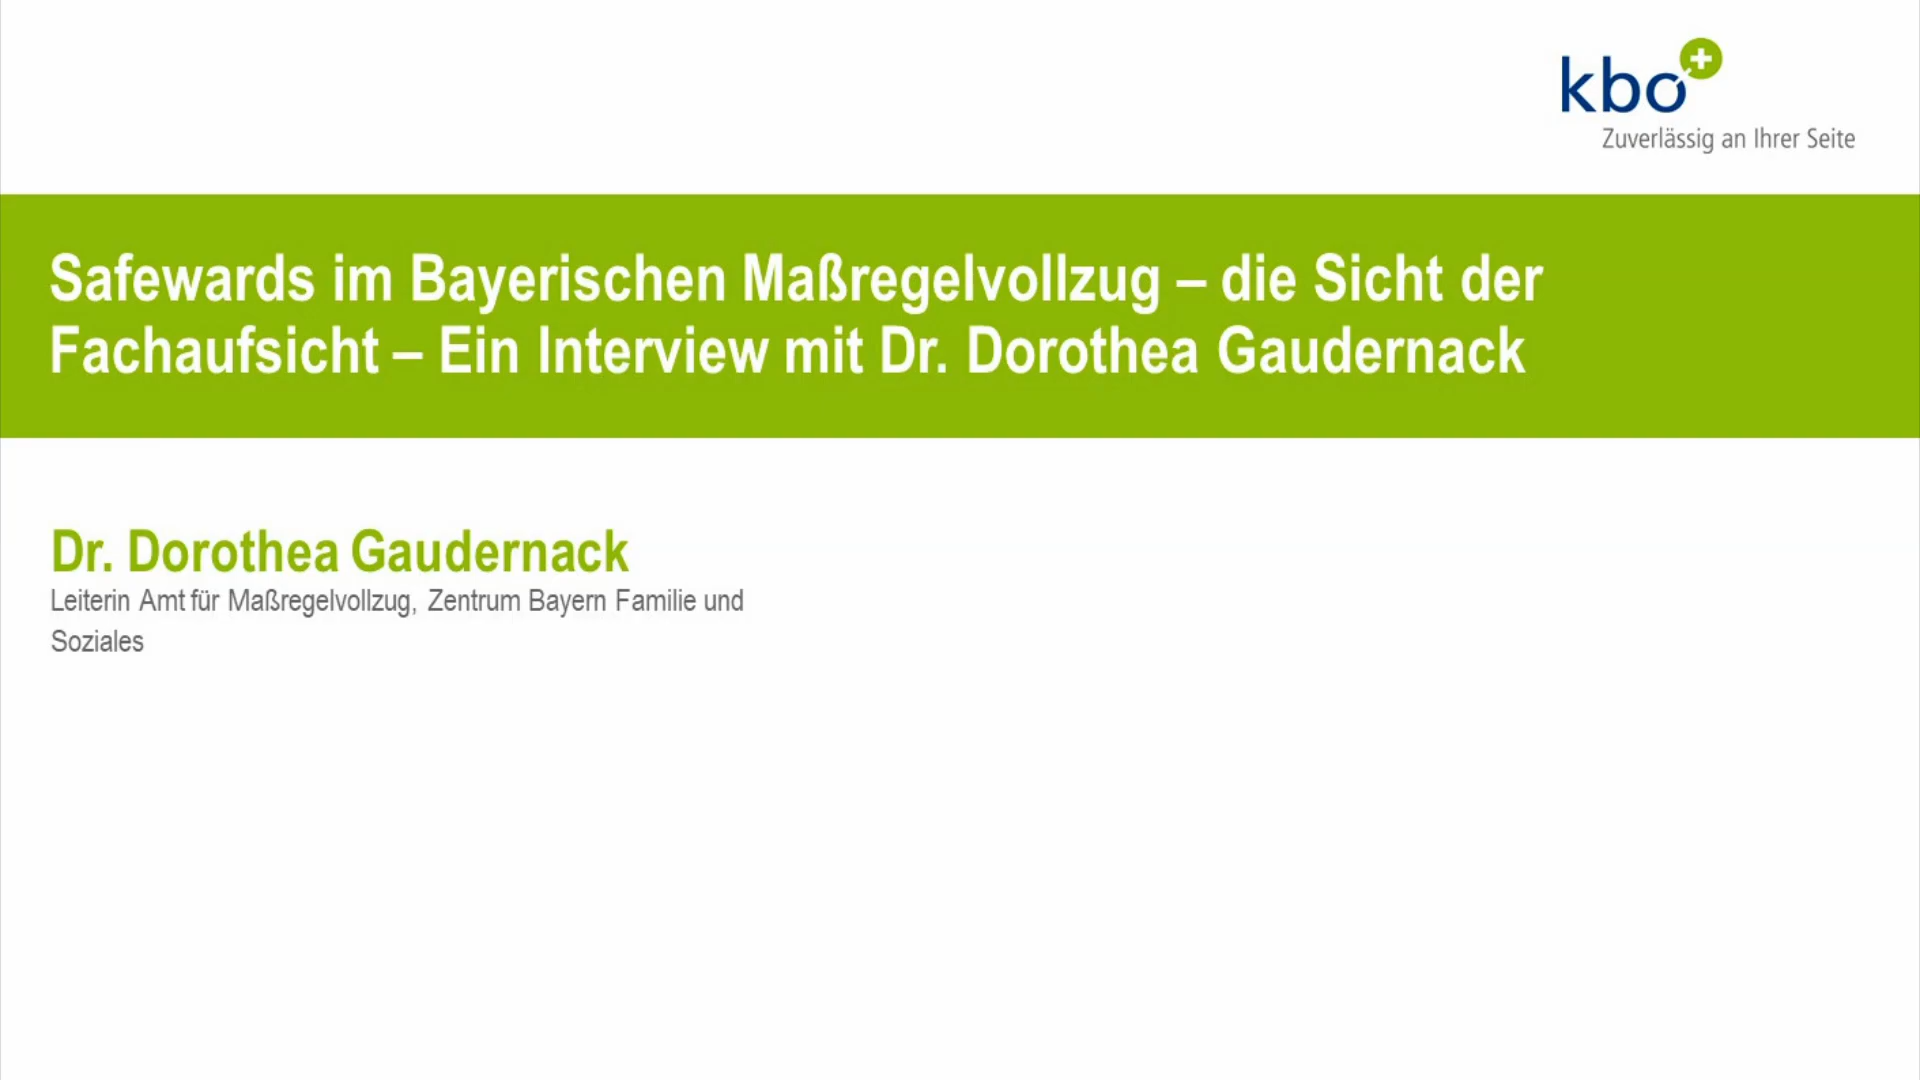 kbo
Zuverlässig an Ihrer Seite
Safewards im Bayerischen Maßregelvollzug – die Sicht der
Fachaufsicht – Ein Interview mit Dr. Dorothea Gaudernack
Dr. Dorothea Gaudernack
Leiterin Amt für Maßregelvollzug, Zentrum Bayern Familie und
Soziales